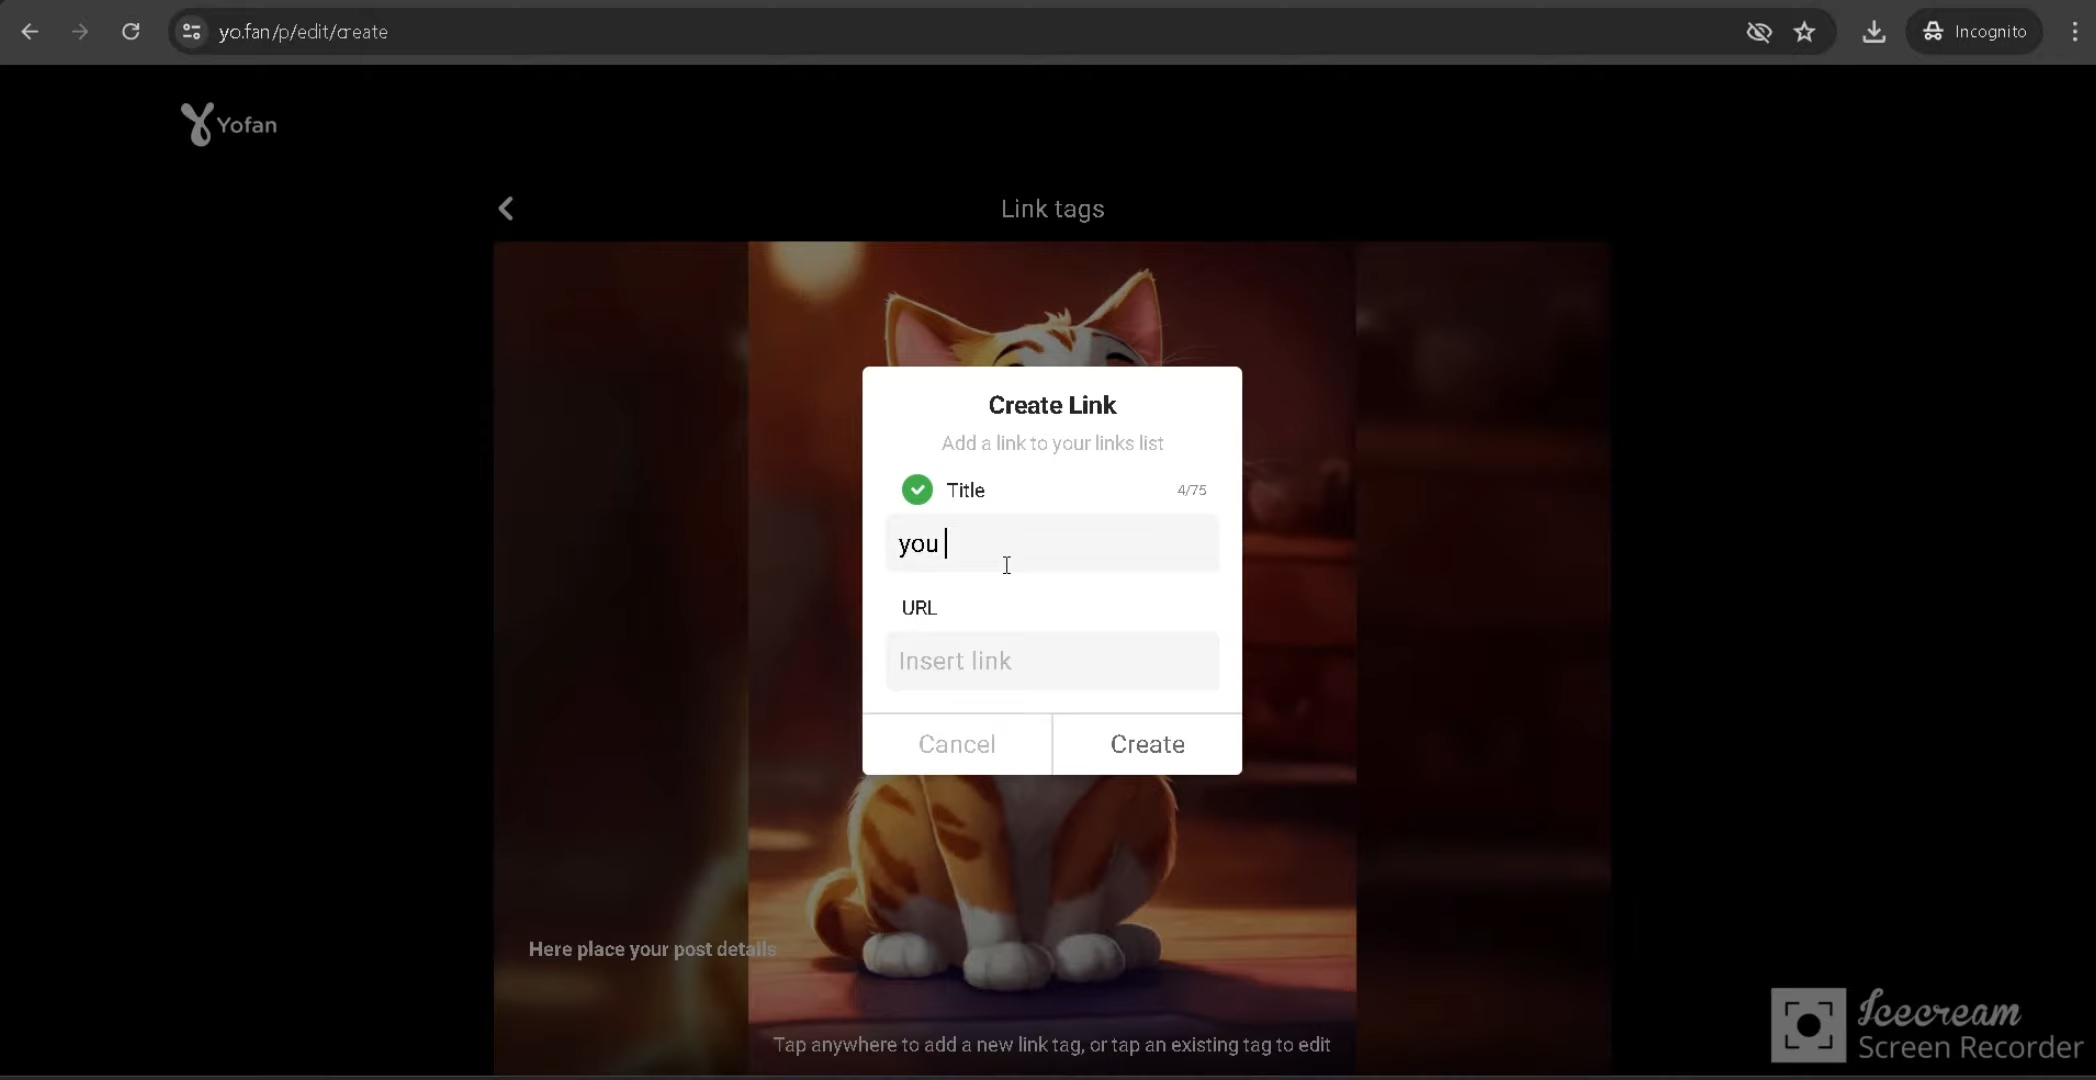 yo.fan/p/edit/create
Incognito
Yofan
Link tags
Create Link
Add a link to your links list
Title
4/75
you
URL
Insert link
Cancel
Create
Here place your post details
Tap anywhere to add a new link tag, or tap an existing tag to edit
Icecream
Screen Recorder